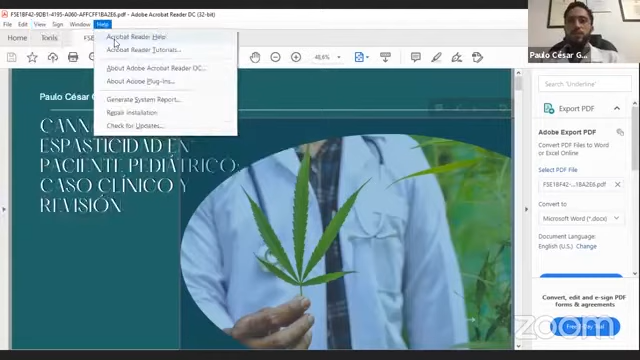 F5E1BF42-9DB1-4195-A060-AFFCFF1BA2E6.pdf - Adobe Acrobat Reader DC (32-bit)
File Edit View Sign Window Help
Home Tools
Acrobat Reader Help
Acrobat Reader Tutorials...
About Adobe Acrobat Reader DC...
About Adobe Plug-Ins...
Generate System Report...
Repair Installation
Check for Updates...
48,6%
Paulo César G...
Paulo César
ESPASTICIDAD EN
PACIENTE PEDIÁTRICO:
CASO CLÍNICO Y
REVISIÓN
Search 'Underline'
Export PDF
Adobe Export PDF
Convert PDF Files to Word
or Excel Online
Select PDF File
F5E1BF42-...1BA2E6.pdf
Convert to
Microsoft Word (*.docx)
Document Language:
English (U.S.) Change
Convert, edit and e-sign PDF
forms & agreements
Free 7-Day Trial
zoom